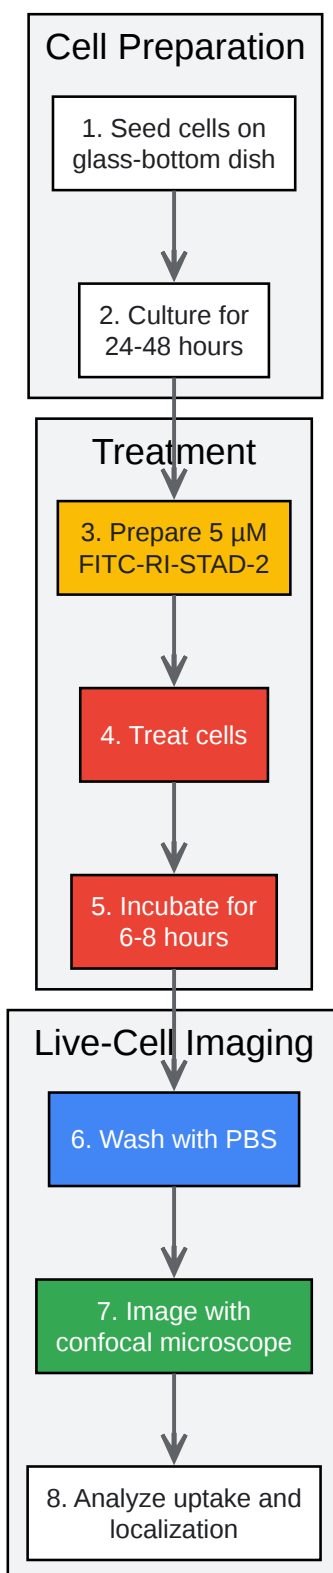 Cell Preparation
1. Seed cells on
glass-bottom dish
2. Culture for
24-48 hours
Treatment
3. Prepare 5 µM
FITC-RI-STAD-2
4. Treat cells
5. Incubate for
6-8 hours
Live-Cell Imaging
6. Wash with PBS
7. Image with
confocal microscope
8. Analyze uptake and
localization